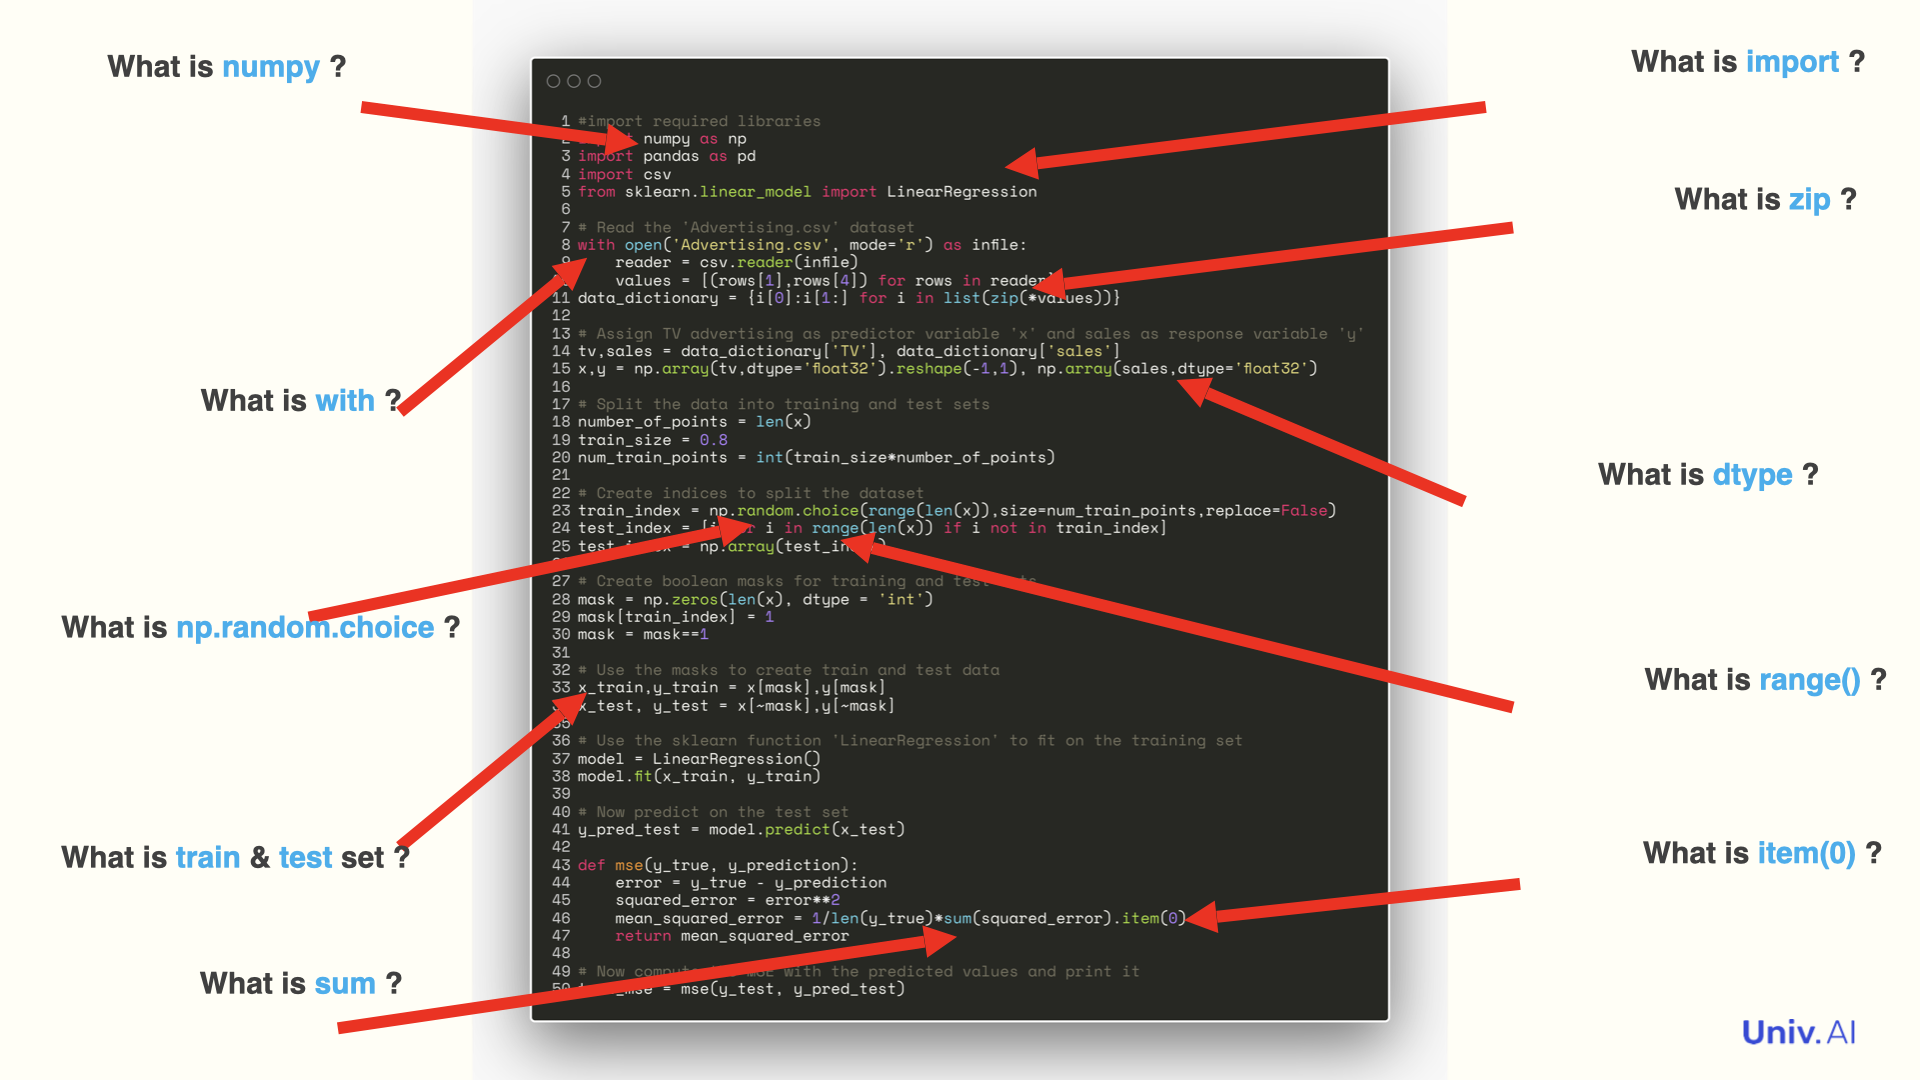 What is numpy ?
What is with ?
What is np.random.choice ?
What is train & test set ?
What is sum ?
1 #import required libraries
2 numpy as np
3 import pandas as pd
4 import csv
5 from sklearn.linear_model import LinearRegression
6
7 # Read the 'Advertising.csv' dataset
8 with open('Advertising.csv', mode='r') as infile:
9     reader = csv.reader(infile)
    values = [(rows[1],rows[4]) for rows in reader
11 data_dictionary = {i[0]:i[1:] for i in list(zip(*values))}
12
13 # Assign TV advertising as predictor variable 'x' and sales as response variable 'y'
14 tv,sales = data_dictionary['TV'], data_dictionary['sales']
15 x,y = np.array(tv,dtype='float32').reshape(-1,1), np.array(sales,dtype='float32')
16
17 # Split the data into training and test sets
18 number_of_points = len(x)
19 train_size = 0.8
20 num_train_points = int(train_size*number_of_points)
21
22 # Create indices to split the dataset
23 train_index = np.random.choice(range(len(x)),size=num_train_points,replace=False)
24 test_index = i in range(len(x)) if i not in train_index]
25 = np.array(
27 # Create boolean masks for training and
28 mask = np.zeros(len(x), dtype = 'int')
29 mask[train_index] = 1
30 mask = mask==1
31
32 # Use the masks to create train and test data
33 x_train,y_train = x[mask],y[mask]
x_test, y_test = x[~mask],y[~mask]
35
36 # Use the sklearn function 'LinearRegression' to fit on the training set
37 model = LinearRegression()
38 model.fit(x_train, y_train)
39
40 # Now predict on the test set
41 y_pred_test = model.predict(x_test)
42
43 def mse(y_true, y_prediction):
44     error = y_true - y_prediction
45     squared_error = error**2
46     mean_squared_error = 1/len(y_true)*sum(squared_error).item(0)
47     return mean_squared_error
48
49 # Now with the predicted values and print it
50 = mse(y_test, y_pred_test)
What is import ?
What is zip ?
What is dtype ?
What is range() ?
What is item(0) ?
Univ.AI